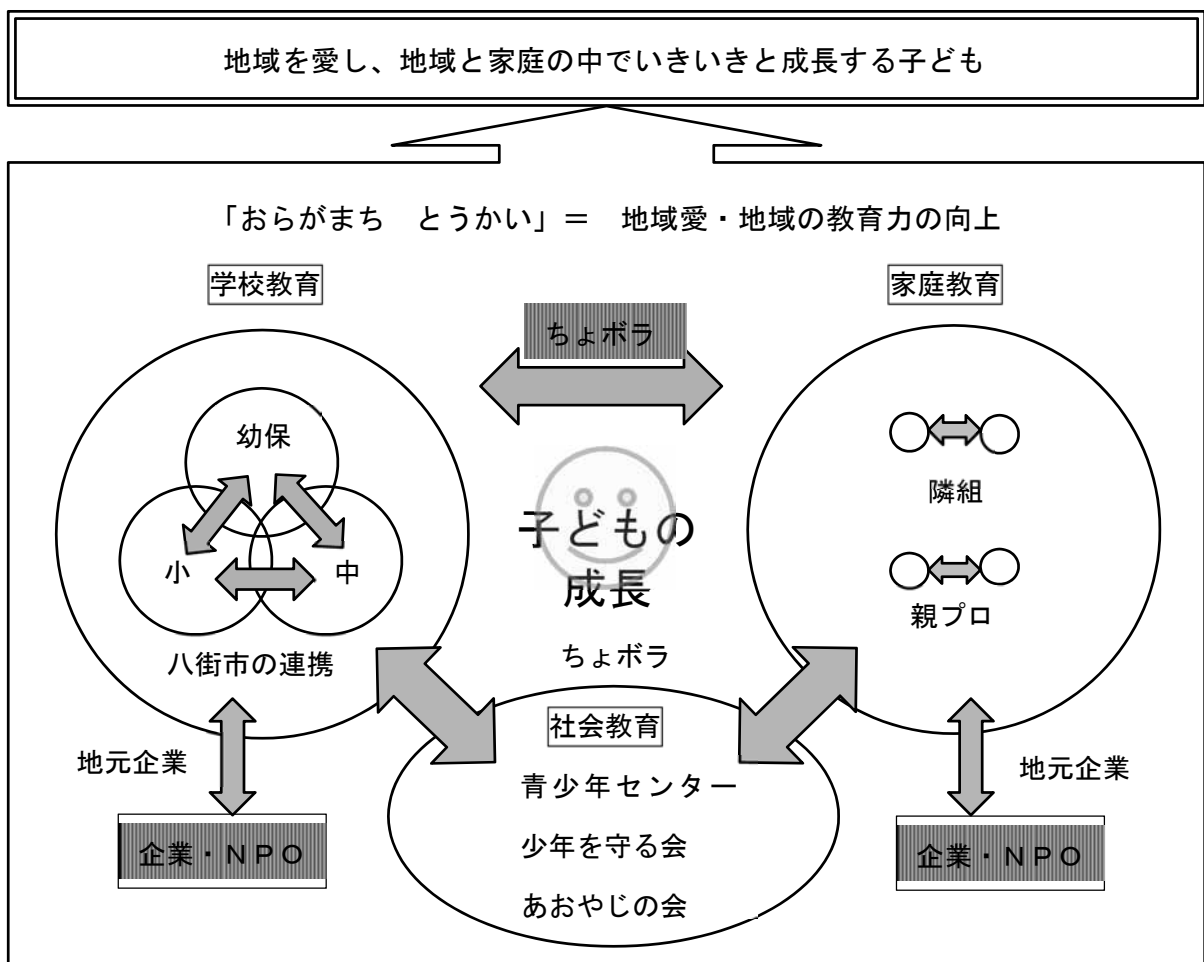 地域を愛し、地域と家庭の中でいきいきと成長する子ども
「おらがまち　とうかい」＝　地域愛・地域の教育力の向上
学校教育
家庭教育
ちょボラ
幼保
小
中
八街市の連携
隣組
親プロ
子どもの
成長
ちょボラ
社会教育
青少年センター
少年を守る会
あおやじの会
地元企業
企業・ＮＰＯ
地元企業
企業・ＮＰＯ